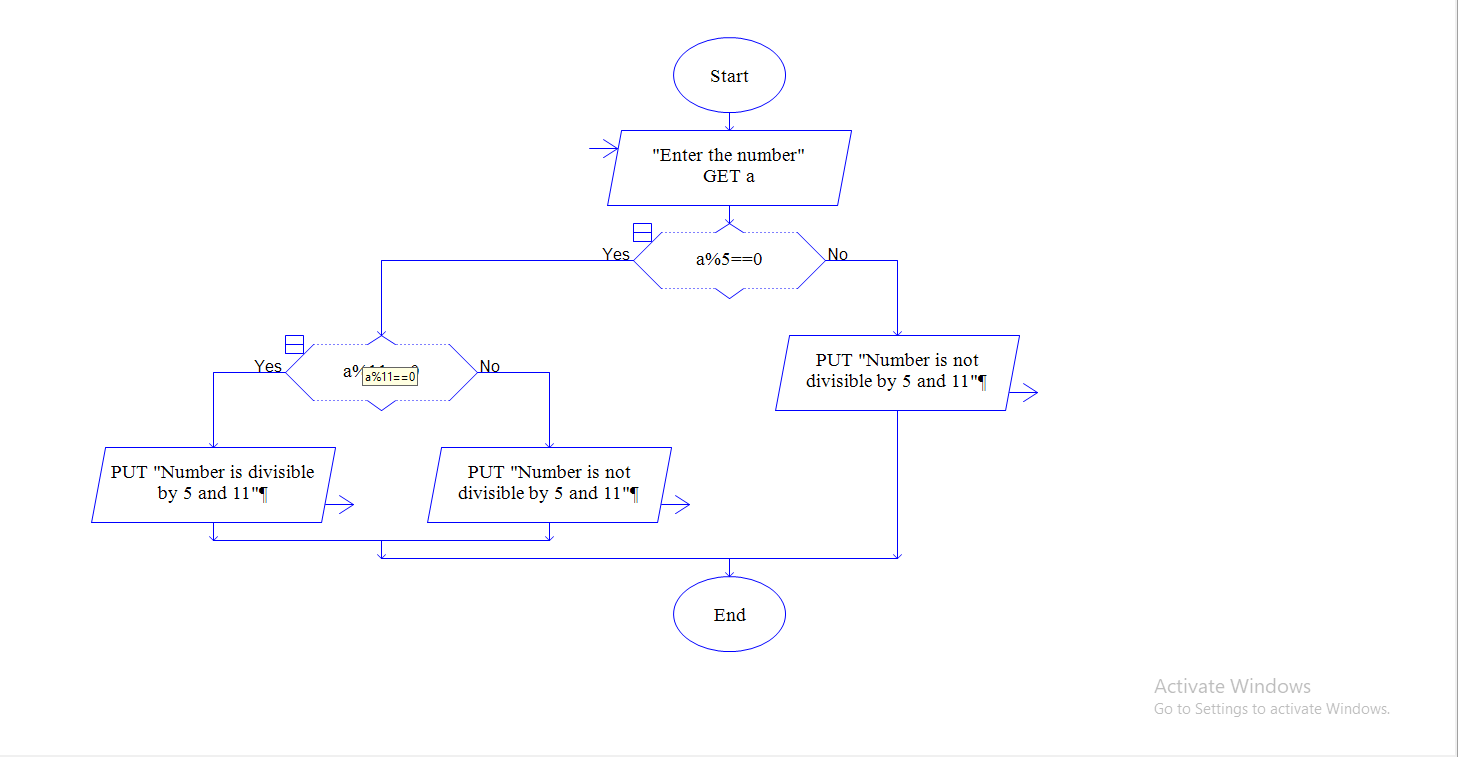 Start
"Enter the number"
GET a
Yes
a%5==0
No
Yes
a%11==0
No
PUT "Number is not
divisible by 5 and 11"¶
PUT "Number is divisible
by 5 and 11"¶
PUT "Number is not
divisible by 5 and 11"¶
End
Activate Windows
Go to Settings to activate Windows.